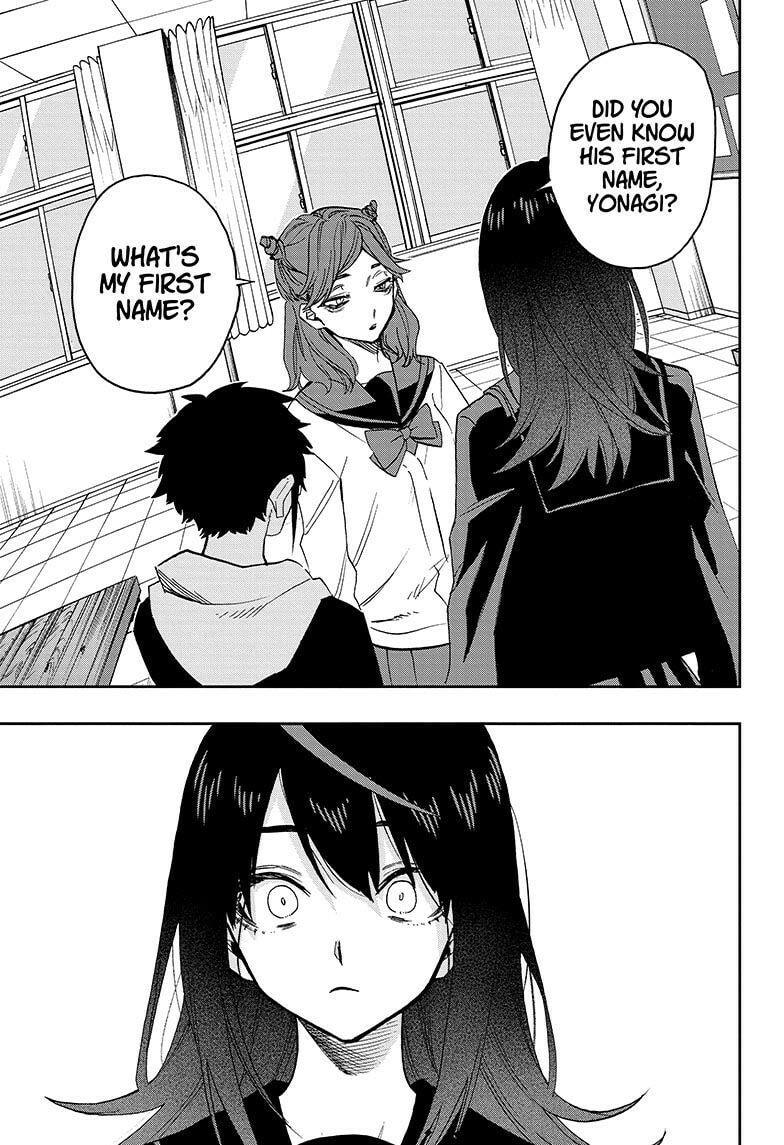 DID YOU
EVEN KNOW
HIS FIRST
NAME,
YONAGI?
WHAT'S
MY FIRST
NAME?